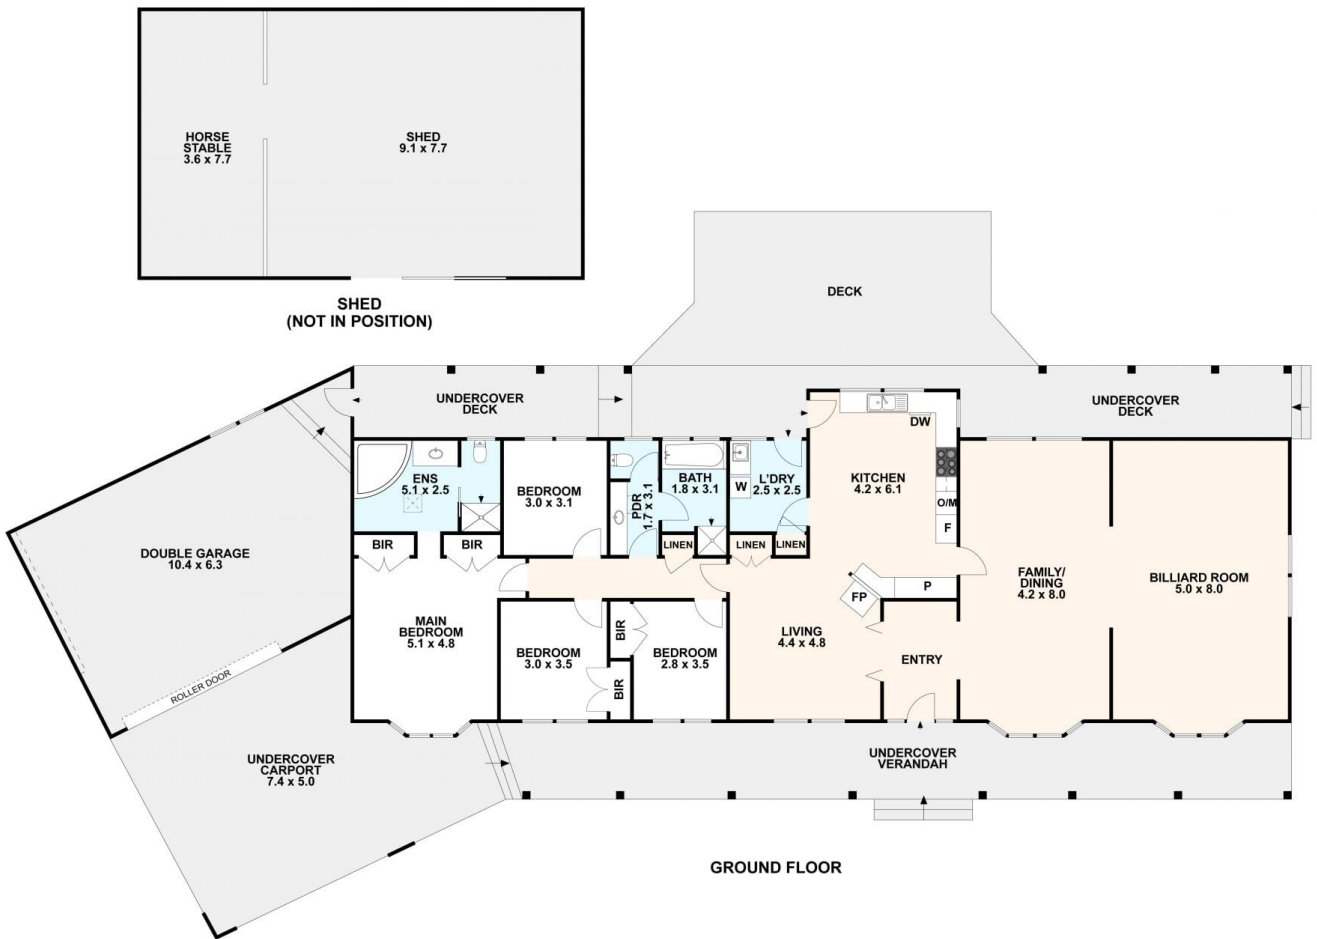 HORSE
STABLE
3.6 x 7.7
SHED
9.1 x 7.7
SHED
(NOT IN POSITION)
DECK
UNDERCOVER
DECK
UNDERCOVER
DECK
DW
ENS
5.1 x 2.5
BEDROOM
3.0 x 3.1
PDR
1.7 x 3.1
BATH
1.8 x 3.1
W
L'DRY
2.5 x 2.5
KITCHEN
4.2 x 6.1
O/M
F
BIR
BIR
LINEN
LINEN
LINEN
DOUBLE GARAGE
10.4 x 6.3
P
FP
FAMILY/
DINING
4.2 x 8.0
BILLIARD ROOM
5.0 x 8.0
MAIN
BEDROOM
5.1 x 4.8
BEDROOM
3.0 x 3.5
BIR
BIR
BEDROOM
2.8 x 3.5
LIVING
4.4 x 4.8
ENTRY
ROLLER DOOR
UNDERCOVER
CARPORT
7.4 x 5.0
UNDERCOVER
VERANDAH
GROUND FLOOR